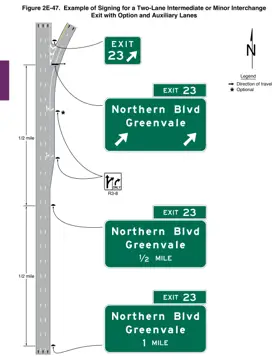 Figure 2E-47. Example of Signing for a Two-Lane Intermediate or Minor Interchange
Exit with Option and Auxiliary Lanes
EXIT
23
Legend
Direction of travel
Optional
EXIT 23
Northern Blvd
Greenvale
1/2 mile
ONLY
R3-8
EXIT 23
Northern Blvd
Greenvale
1/2 MILE
1/2 mile
EXIT 23
Northern Blvd
Greenvale
1 MILE